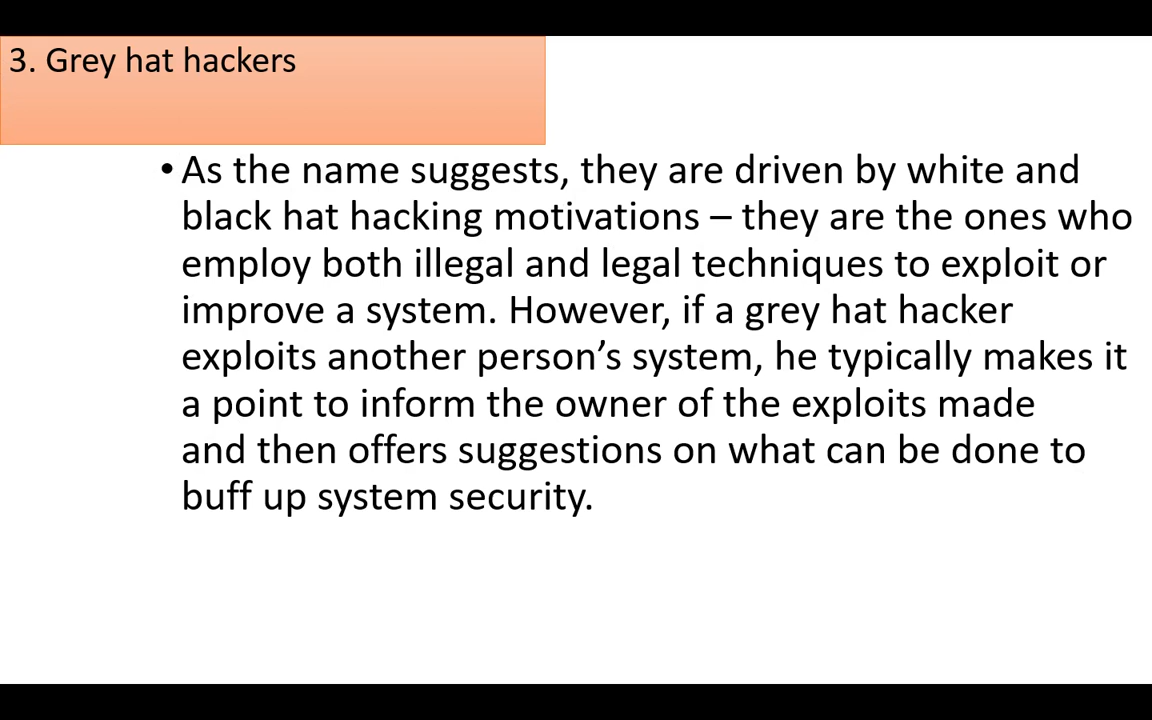 3. Grey hat hackers
• As the name suggests, they are driven by white and
black hat hacking motivations – they are the ones who
employ both illegal and legal techniques to exploit or
improve a system. However, if a grey hat hacker
exploits another person’s system, he typically makes it
a point to inform the owner of the exploits made
and then offers suggestions on what can be done to
buff up system security.